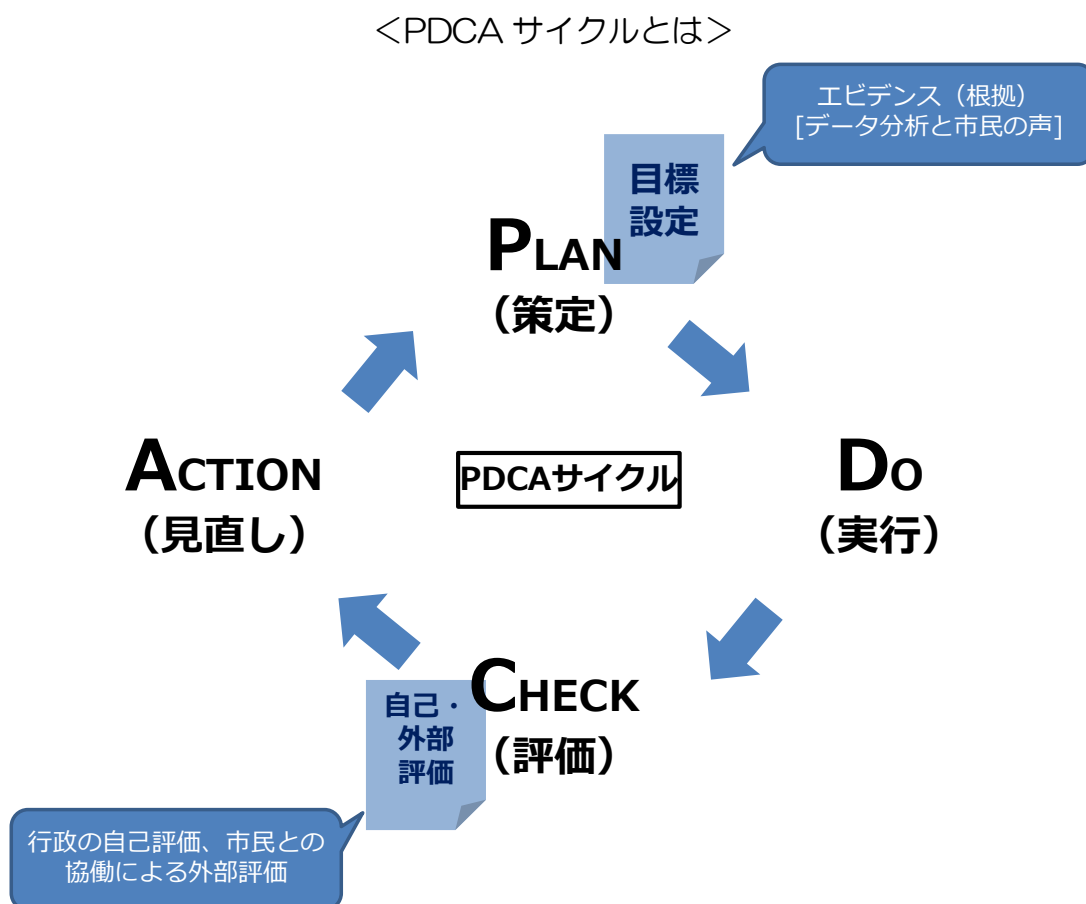 ＜PDCA サイクルとは＞
エビデンス（根拠）
[データ分析と市民の声]
目標
設定
PLAN
（策定）
ACTION
（見直し）
PDCAサイクル
DO
（実行）
CHECK
（評価）
自己・
外部
評価
行政の自己評価、市民との
協働による外部評価